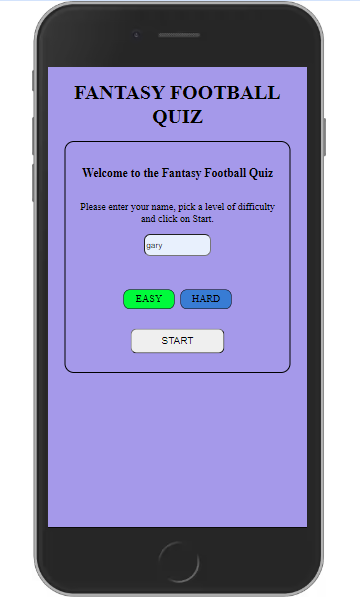 FANTASY FOOTBALL
QUIZ
Welcome to the Fantasy Football Quiz
Please enter your name, pick a level of difficulty
and click on Start.
gary
EASY HARD
START